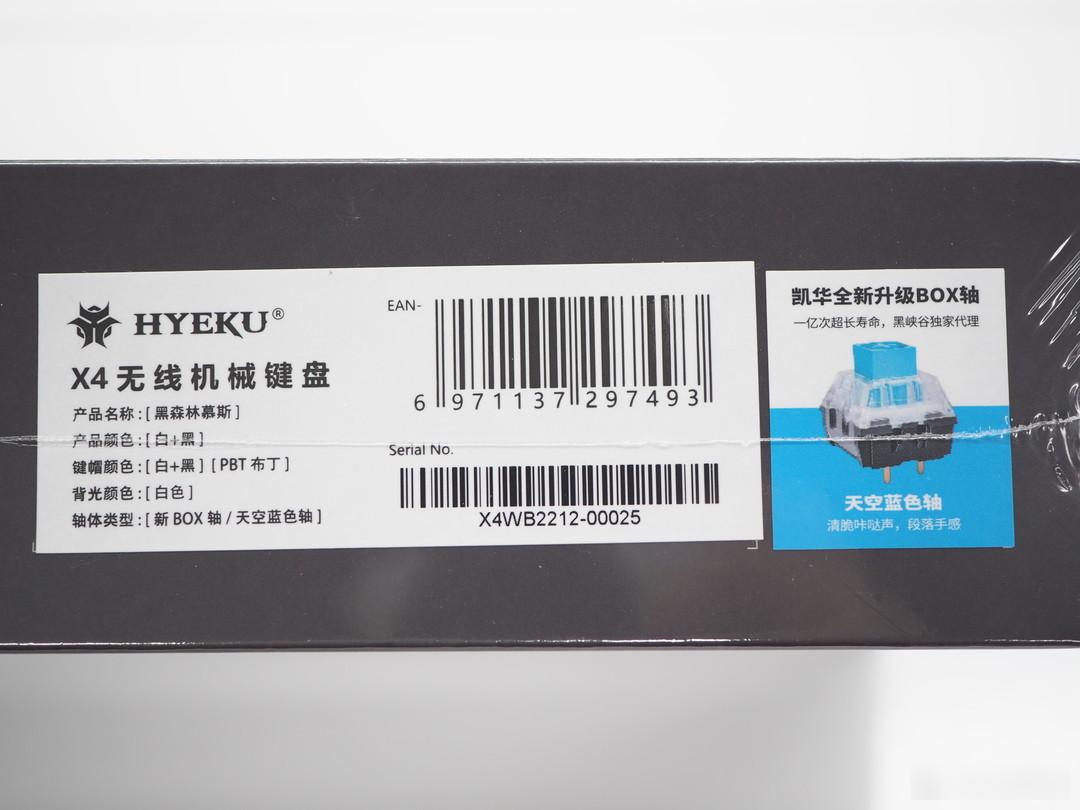 HYEKU®
X4无线机械键盘
产品名称:[黑森林慕斯]
产品颜色:[白+黑]
键帽颜色:[白+黑][PBT布丁]
背光颜色:[白色]
轴体类型:[新BOX轴/天空蓝色轴]
EAN-
6 971137 297493
Serial No.
X4WB2212-00025
凯华全新升级BOX轴
一亿次超长寿命，黑峡谷独家代理
天空蓝色轴
清脆咔哒声，段落手感